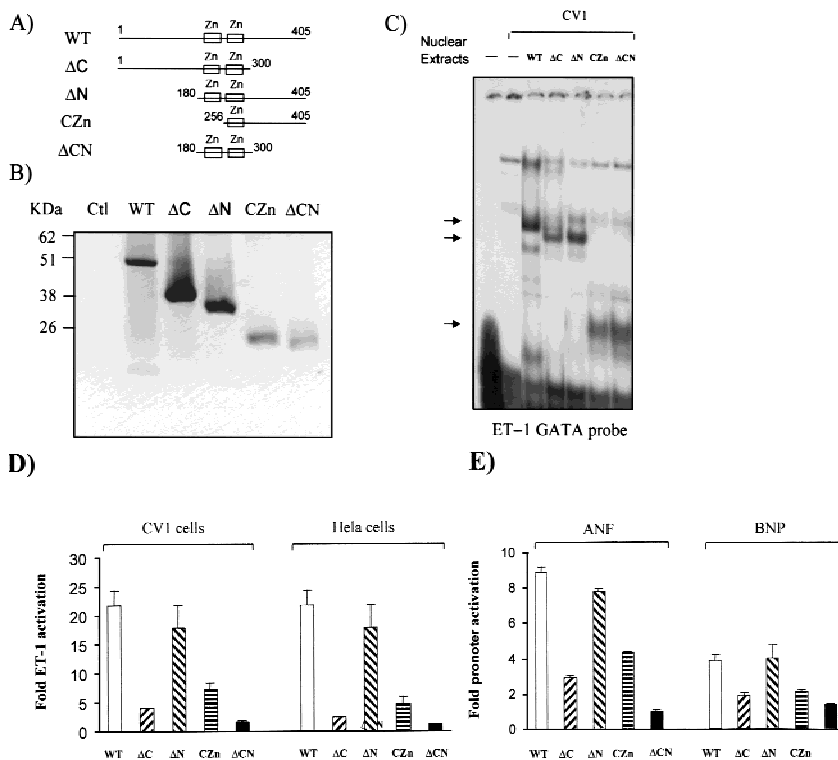 A)
Zn Zn
WT 1 405
Zn Zn
ΔC 1 300
Zn Zn
ΔN 180 405
Zn
CZn 256 405
Zn Zn
ΔCN 180 300
B)
KDa Ctl WT ΔC ΔN CZn ΔCN
62
51
38
26
C)
CV1
Nuclear
Extracts — — WT ΔC ΔN CZn ΔCN
ET-1 GATA probe
D)
CV1 cells Hela cells
Fold ET-1 activation
30
25
20
15
10
5
0
WT ΔC ΔN CZn ΔCN WT ΔC ΔN CZn ΔCN
E)
ANF BNP
Fold pronoter activation
10
8
6
4
2
0
WT ΔC ΔN CZn ΔCN WT ΔC ΔN CZn ΔCN